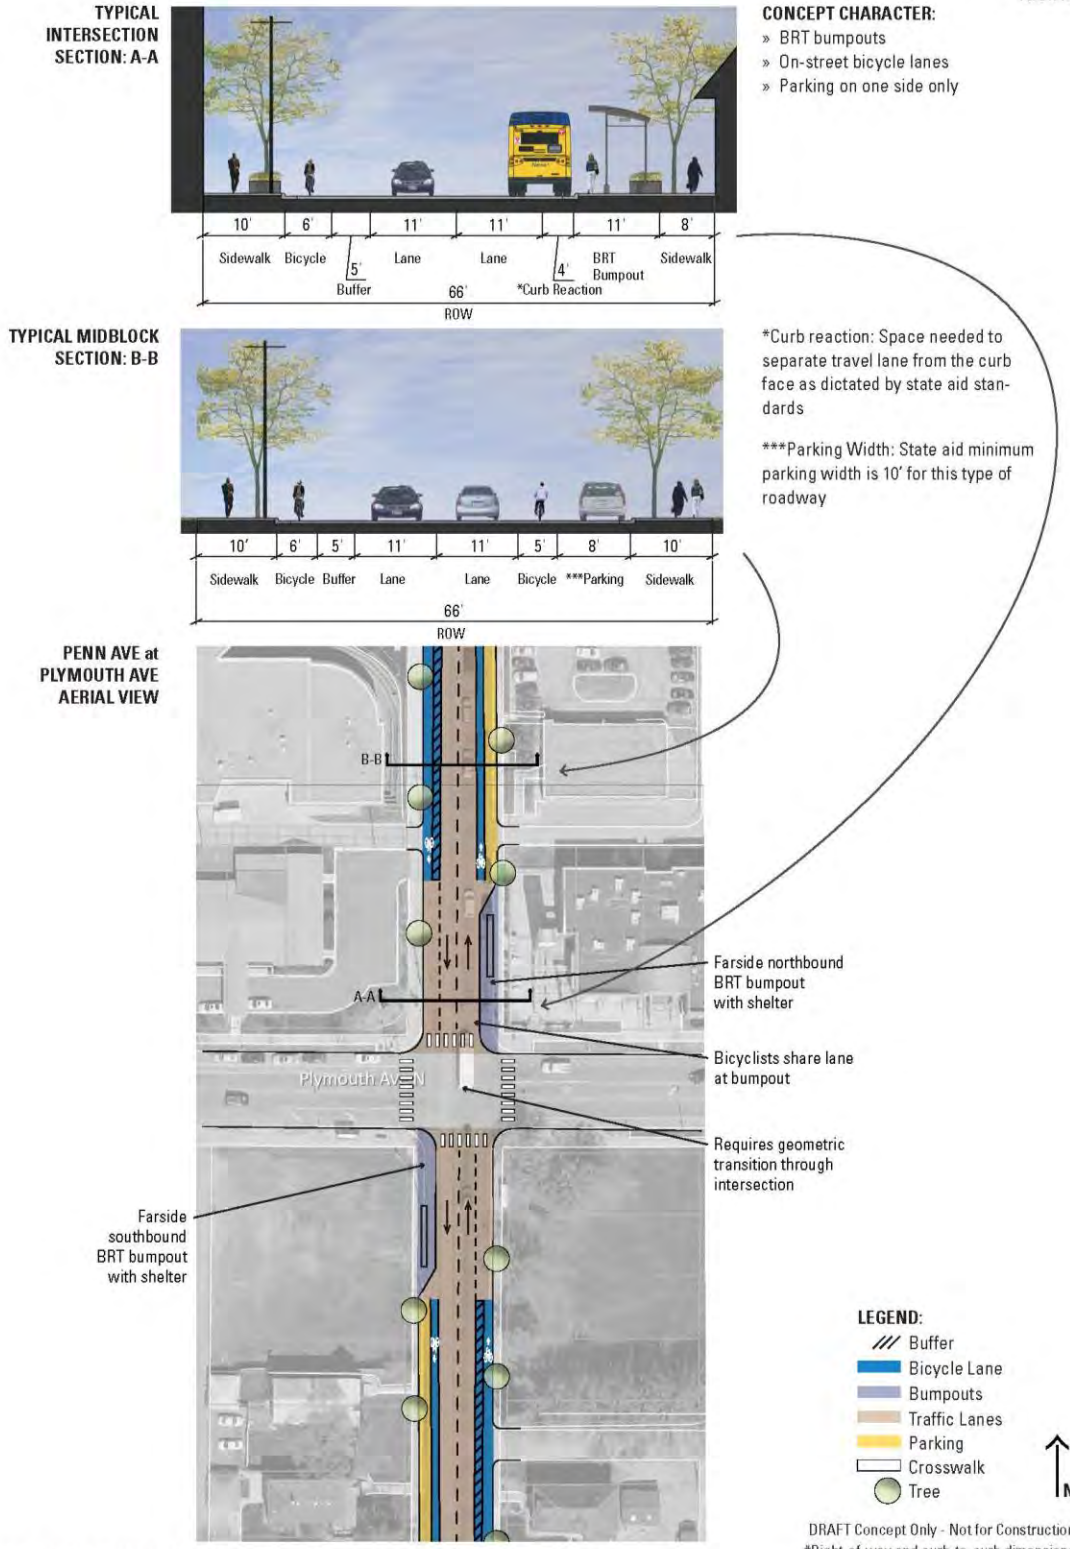 TYPICAL
INTERSECTION
SECTION: A-A
CONCEPT CHARACTER:
» BRT bumpouts
» On-street bicycle lanes
» Parking on one side only
10' 6' 11' 11' 11' 8'
Sidewalk Bicycle Lane Lane BRT Sidewalk
Bumpout
5' 4'
Buffer *Curb Reaction
66'
ROW
TYPICAL MIDBLOCK
SECTION: B-B
*Curb reaction: Space needed to
separate travel lane from the curb
face as dictated by state aid stan-
dards
***Parking Width: State aid minimum
parking width is 10' for this type of
roadway
10' 6' 5' 11' 11' 5' 8' 10'
Sidewalk Bicycle Buffer Lane Lane Bicycle ***Parking Sidewalk
66'
ROW
PENN AVE at
PLYMOUTH AVE
AERIAL VIEW
B-B
A-A
Farside northbound
BRT bumpout
with shelter
Bicyclists share lane
at bumpout
Plymouth Av N
Requires geometric
transition through
intersection
Farside
southbound
BRT bumpout
with shelter
LEGEND:
Buffer
Bicycle Lane
Bumpouts
Traffic Lanes
Parking
Crosswalk
Tree
N
DRAFT Concept Only - Not for Construction